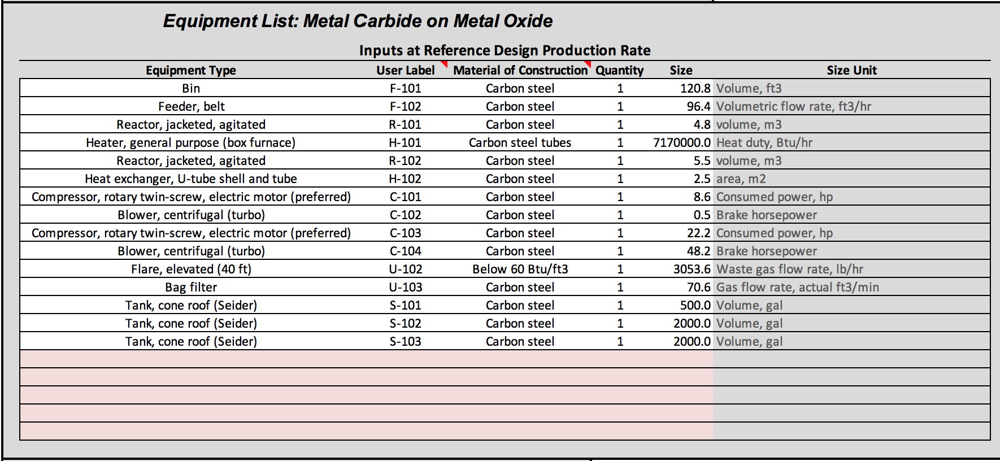 Equipment List: Metal Carbide on Metal Oxide
Inputs at Reference Design Production Rate
Equipment Type User Label Material of Construction Quantity Size Size Unit
Bin F-101 Carbon steel 1 120.8 Volume, ft3
Feeder, belt F-102 Carbon steel 1 96.4 Volumetric flow rate, ft3/hr
Reactor, jacketed, agitated R-101 Carbon steel 1 4.8 volume, m3
Heater, general purpose (box furnace) H-101 Carbon steel tubes 1 7170000.0 Heat duty, Btu/hr
Reactor, jacketed, agitated R-102 Carbon steel 1 5.5 volume, m3
Heat exchanger, U-tube shell and tube H-102 Carbon steel 1 2.5 area, m2
Compressor, rotary twin-screw, electric motor (preferred) C-101 Carbon steel 1 8.6 Consumed power, hp
Blower, centrifugal (turbo) C-102 Carbon steel 1 0.5 Brake horsepower
Compressor, rotary twin-screw, electric motor (preferred) C-103 Carbon steel 1 22.2 Consumed power, hp
Blower, centrifugal (turbo) C-104 Carbon steel 1 48.2 Brake horsepower
Flare, elevated (40 ft) U-102 Below 60 Btu/ft3 1 3053.6 Waste gas flow rate, lb/hr
Bag filter U-103 Carbon steel 1 70.6 Gas flow rate, actual ft3/min
Tank, cone roof (Seider) S-101 Carbon steel 1 500.0 Volume, gal
Tank, cone roof (Seider) S-102 Carbon steel 1 2000.0 Volume, gal
Tank, cone roof (Seider) S-103 Carbon steel 1 2000.0 Volume, gal